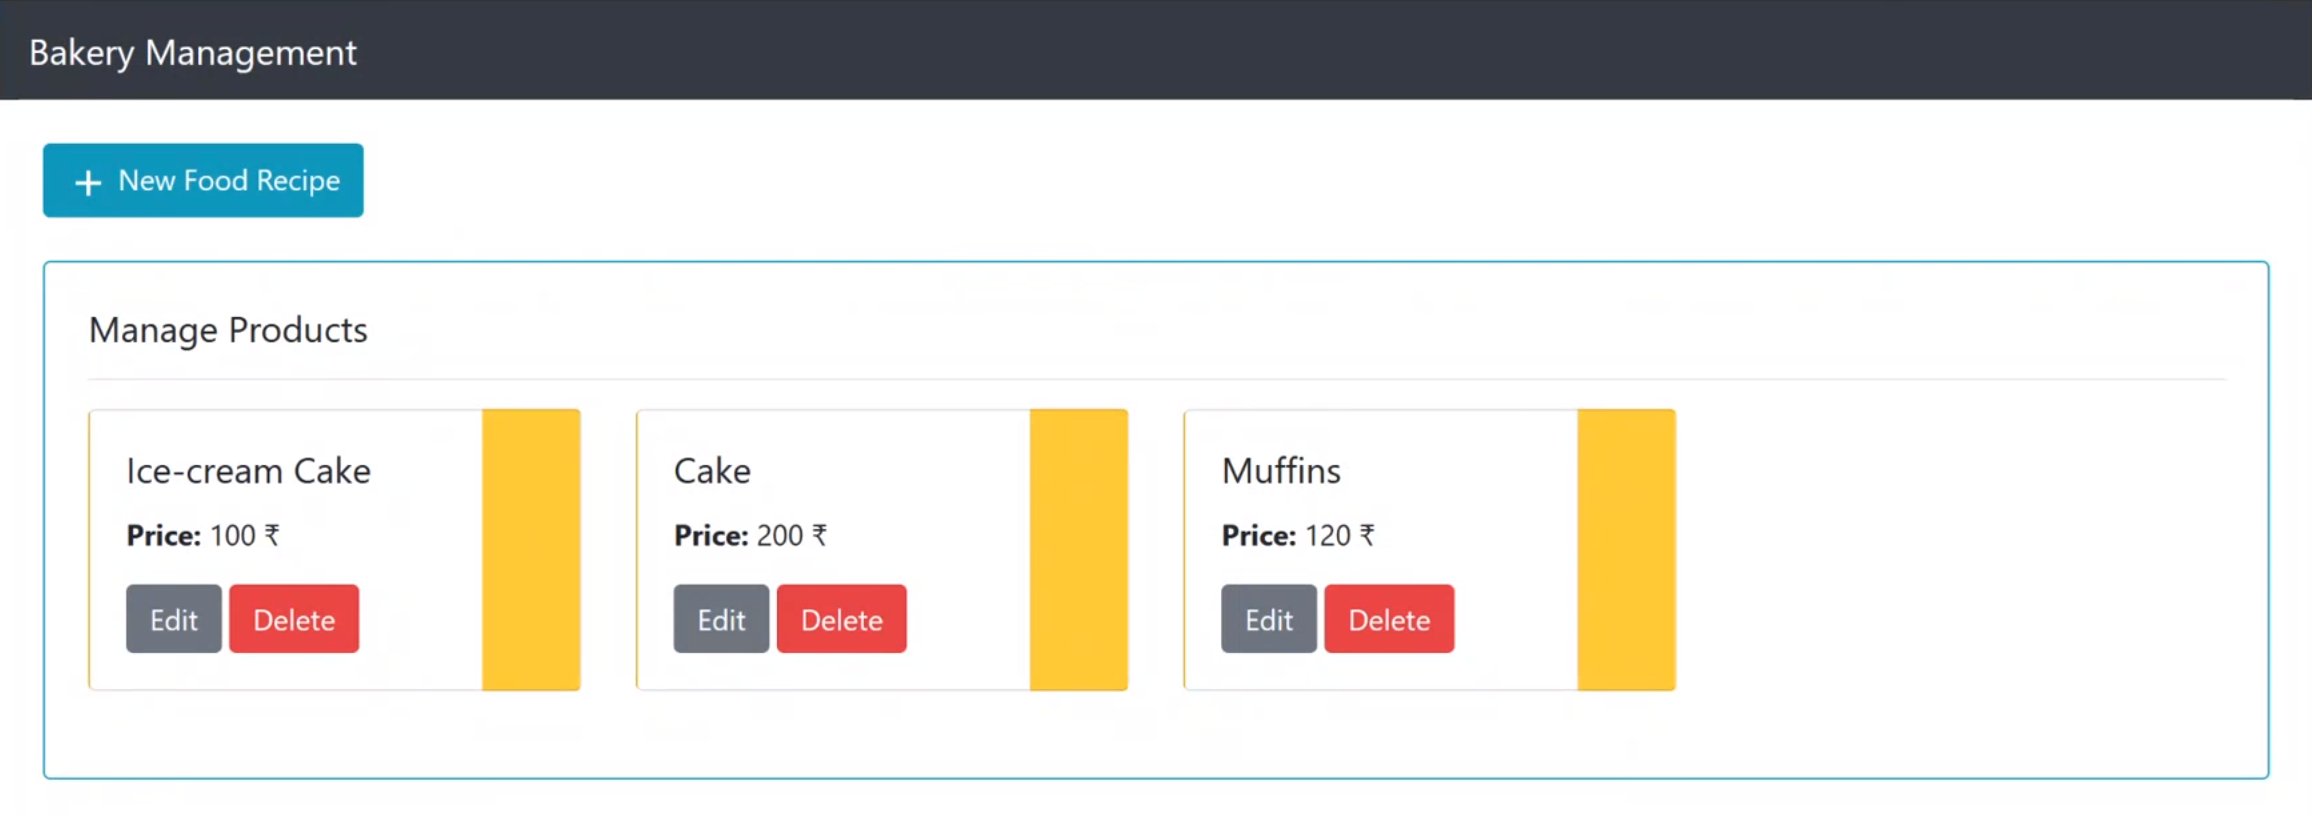 Bakery Management
+ New Food Recipe
Manage Products
Ice-cream Cake
Price: 100 ₹
Edit Delete
Cake
Price: 200 ₹
Edit Delete
Muffins
Price: 120 ₹
Edit Delete